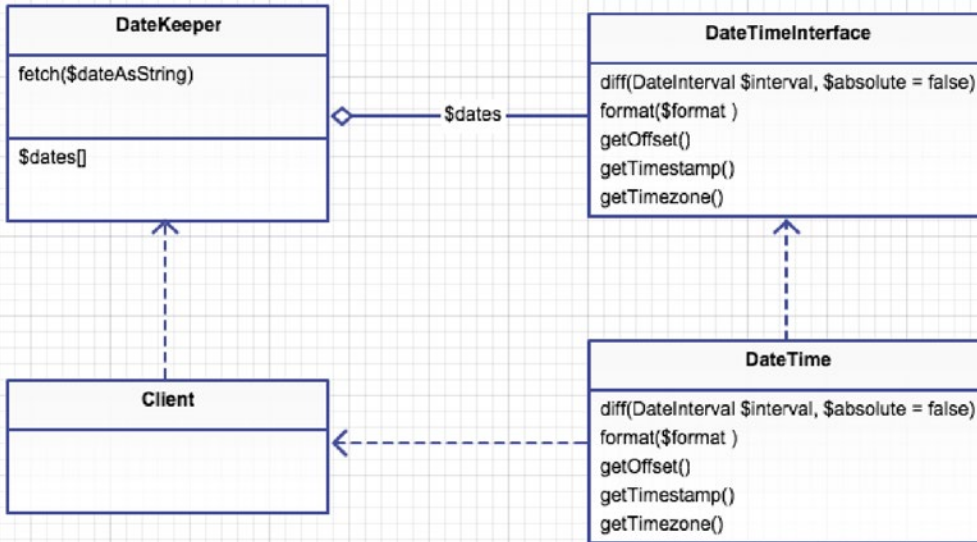 DateKeeper
fetch($dateAsString)
$dates[]
$dates
DateTimeInterface
diff(DateInterval $interval, $absolute = false)
format($format )
getOffset()
getTimestamp()
getTimezone()
Client
DateTime
diff(DateInterval $interval, $absolute = false)
format($format )
getOffset()
getTimestamp()
getTimezone()